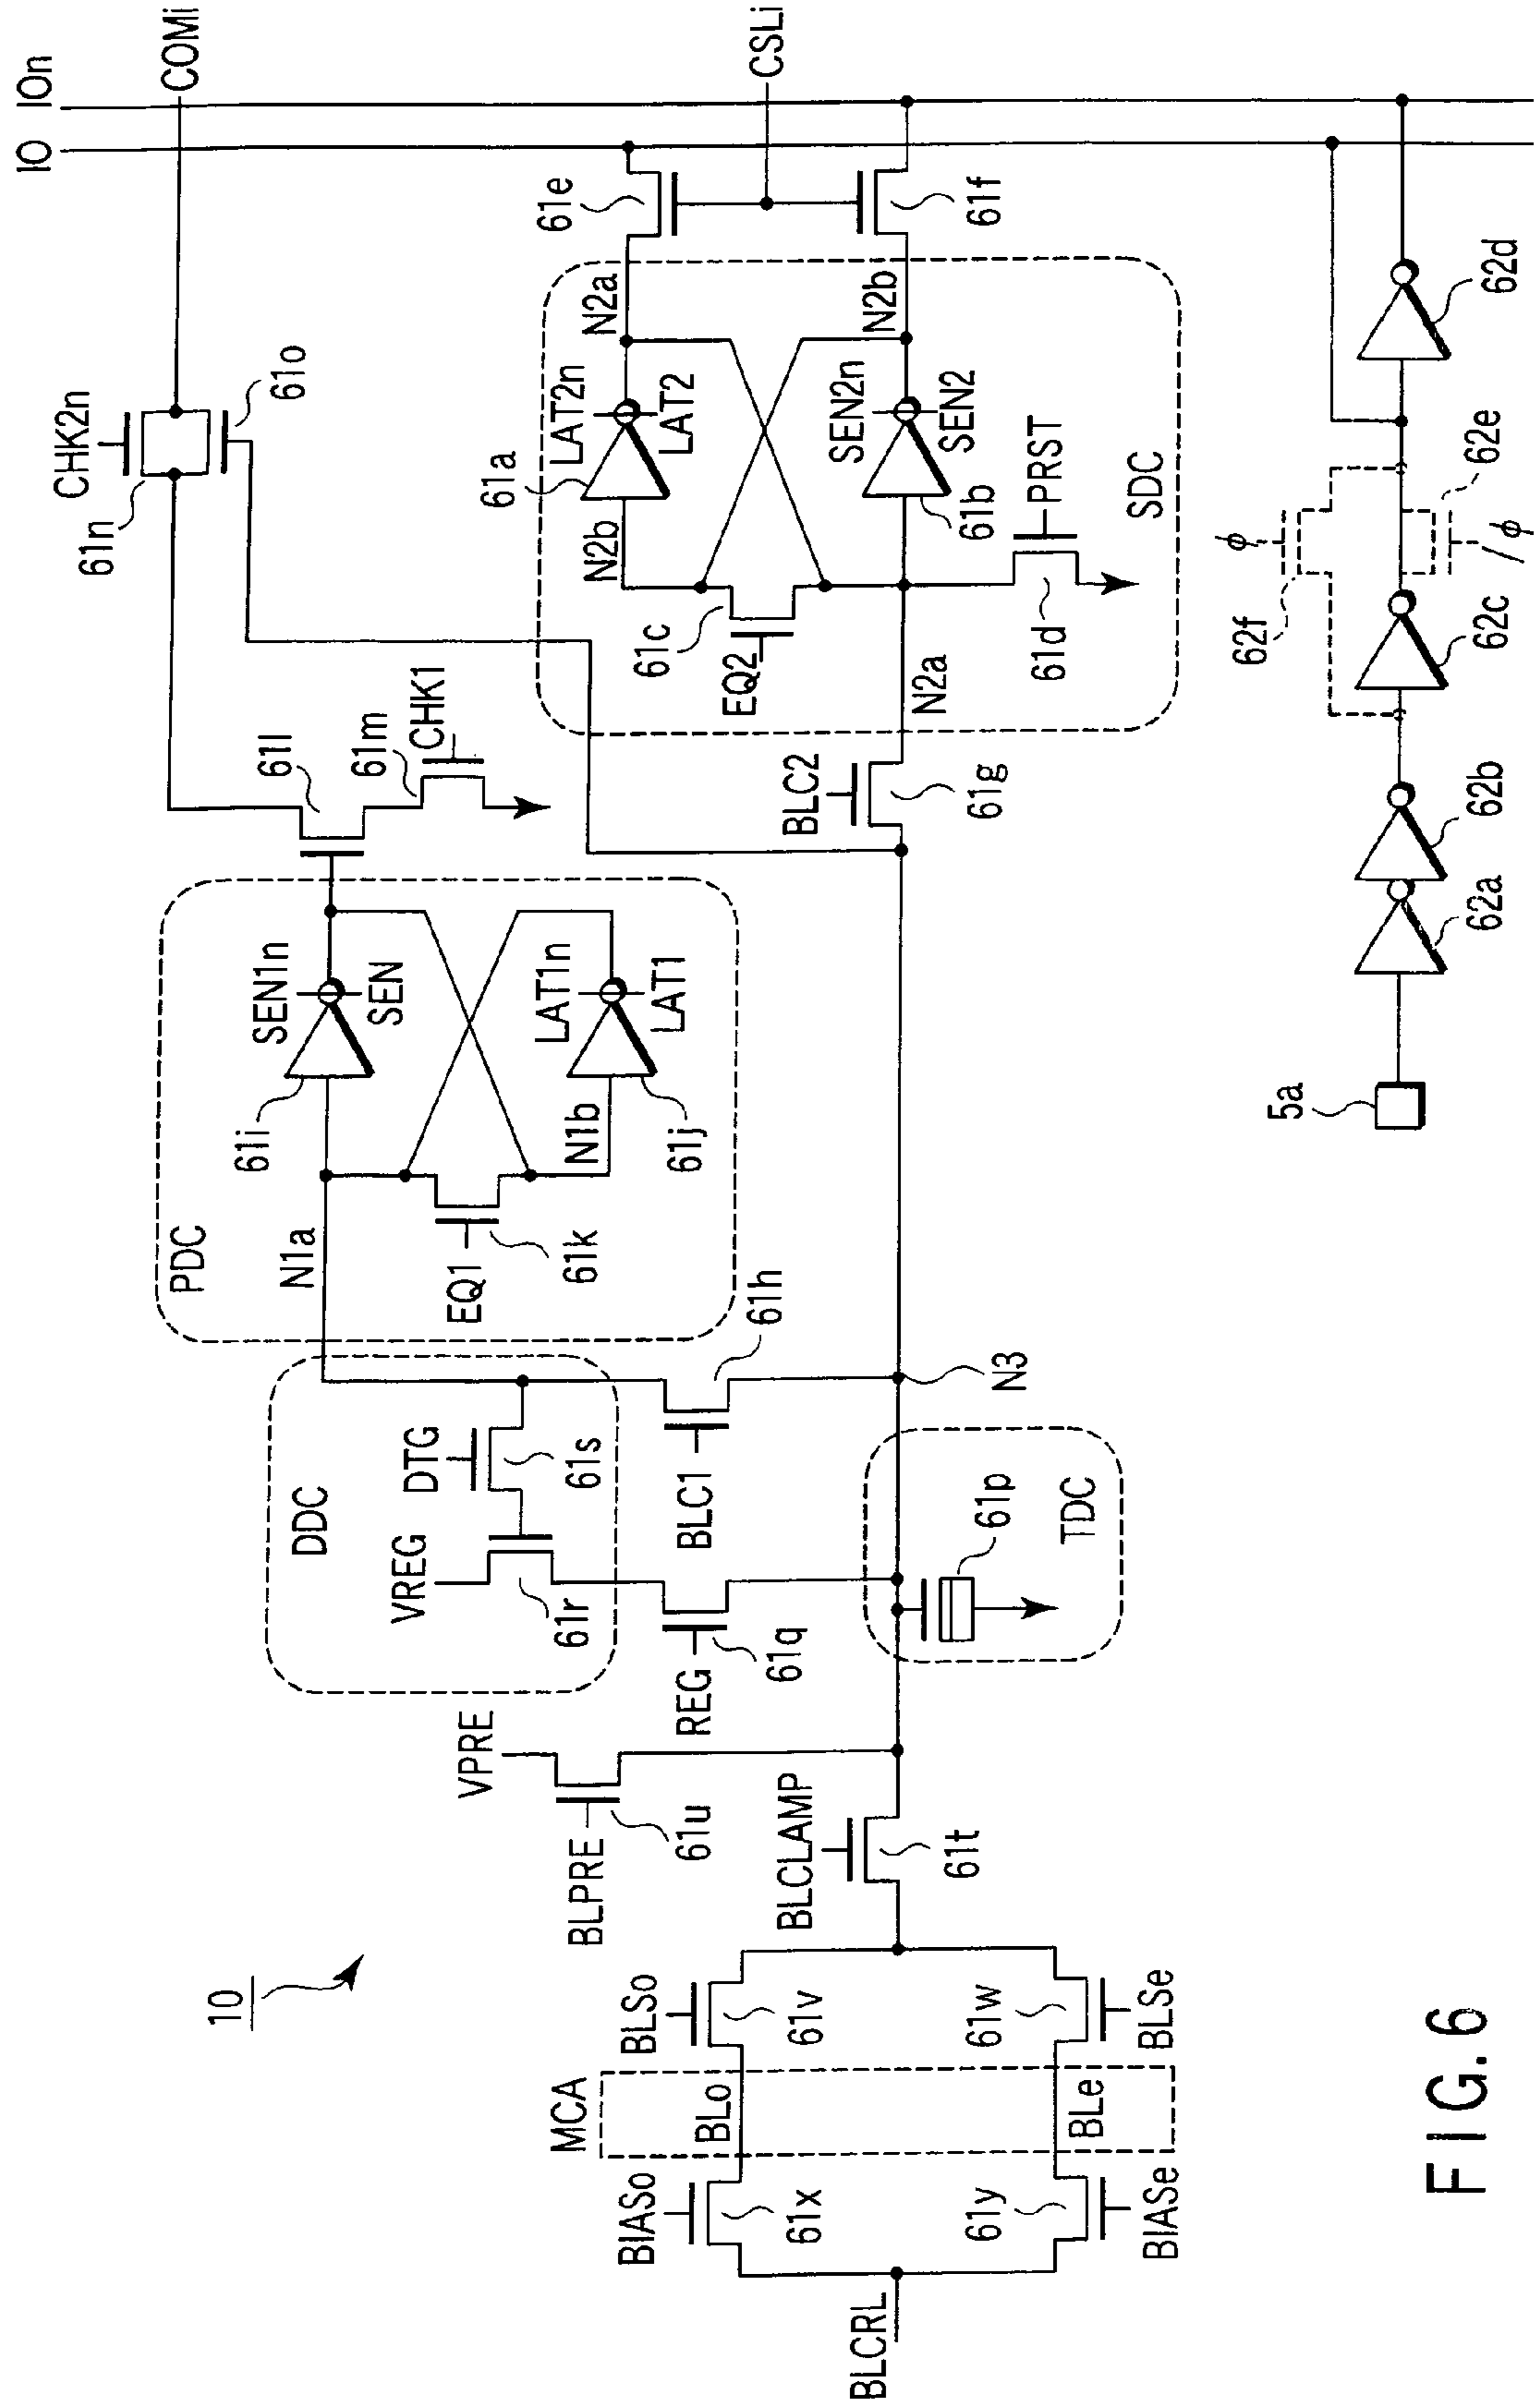 10
MCA
BIASo
61x
BLo
BLSo
61v
BLCRL
61y
BIASe
BLe
61w
BLSe
BLPRE
VPRE
61u
BLCLAMP
61t
DDC
VREG
DTG
61r
61s
REG
61q
BLC1
61h
61p
TDC
N3
PDC
N1a
61i
SEN1n
SEN
EQ1
61k
N1b
LAT1n
LAT1
61j
61l
61m
CHK1
61n
CHK2n
61o
COMi
IO
IOn
BLC2
61g
N2a
EQ2
61c
N2b
61a
LAT2n
LAT2
N2a
61e
61d
PRST
61b
SEN2n
SEN2
N2b
61f
CSLi
SDC
5a
62a
62b
62c
62f
ϕ
62e
/ϕ
62d
FIG. 6